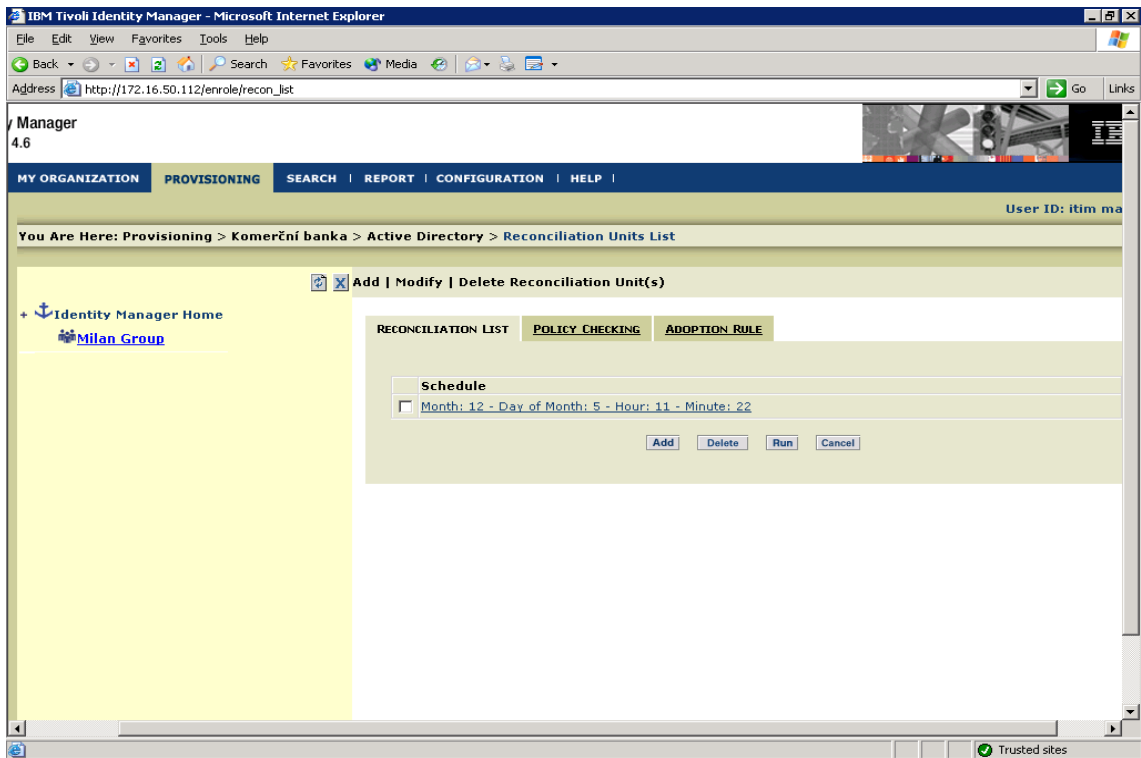 IBM Tivoli Identity Manager - Microsoft Internet Explorer
File Edit View Favorites Tools Help
Back Search Favorites Media
Address http://172.16.50.112/enrole/recon_list Go Links
y Manager
4.6
MY ORGANIZATION PROVISIONING SEARCH | REPORT | CONFIGURATION | HELP |
User ID: itim ma
You Are Here: Provisioning > Komerční banka > Active Directory > Reconciliation Units List
Add | Modify | Delete Reconciliation Unit(s)
+ Identity Manager Home
Milan Group
RECONCILIATION LIST POLICY CHECKING ADOPTION RULE
Schedule
Month: 12 - Day of Month: 5 - Hour: 11 - Minute: 22
Add Delete Run Cancel
Trusted sites